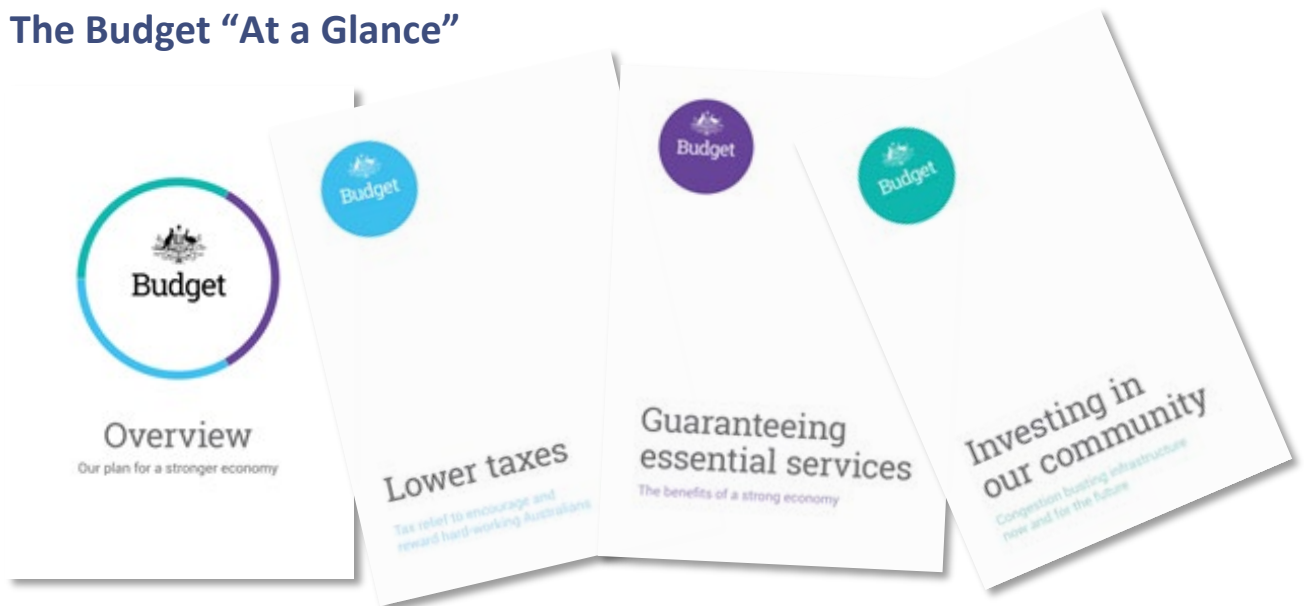 The Budget “At a Glance”
Budget
Overview
Our plan for a stronger economy
Budget
Lower taxes
Tax relief to encourage and
reward hard-working Australians
Budget
Guaranteeing
essential services
The benefits of a strong economy
Budget
Investing in
our community
Congestion busting infrastructure
now and for the future